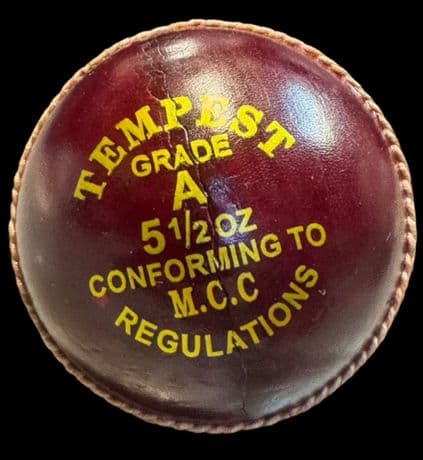 TEMPEST
GRADE
A
5 1/2 OZ
CONFORMING TO
M.C.C
REGULATIONS